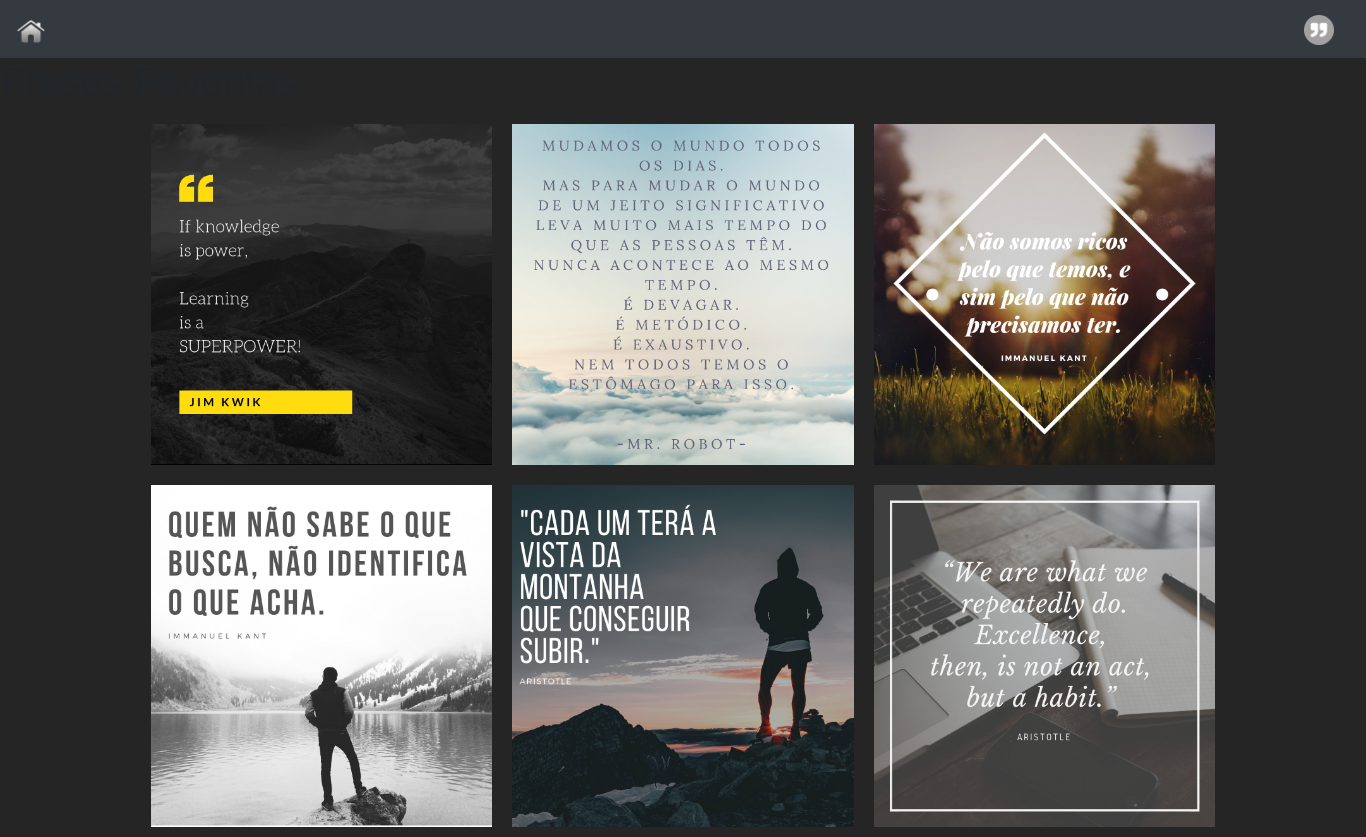 If knowledge
is power,
Learning
is a
SUPERPOWER!
JIM KWIK
MUDAMOS O MUNDO TODOS
OS DIAS.
MAS PARA MUDAR O MUNDO
DE UM JEITO SIGNIFICATIVO
LEVA MUITO MAIS TEMPO DO
QUE AS PESSOAS TÊM.
NUNCA ACONTECE AO MESMO
TEMPO.
É DEVAGAR.
É METÓDICO.
É EXAUSTIVO.
NEM TODOS TEMOS O
ESTÔMAGO PARA ISSO.
-MR. ROBOT-
Não somos ricos
pelo que temos, e
sim pelo que não
precisamos ter.
IMMANUEL KANT
QUEM NÃO SABE O QUE
BUSCA, NÃO IDENTIFICA
O QUE ACHA.
IMMANUEL KANT
"CADA UM TERÁ A
VISTA DA
MONTANHA
QUE CONSEGUIR
SUBIR."
ARISTOTLE
“We are what we
repeatedly do.
Excellence,
then, is not an act,
but a habit.”
ARISTOTLE